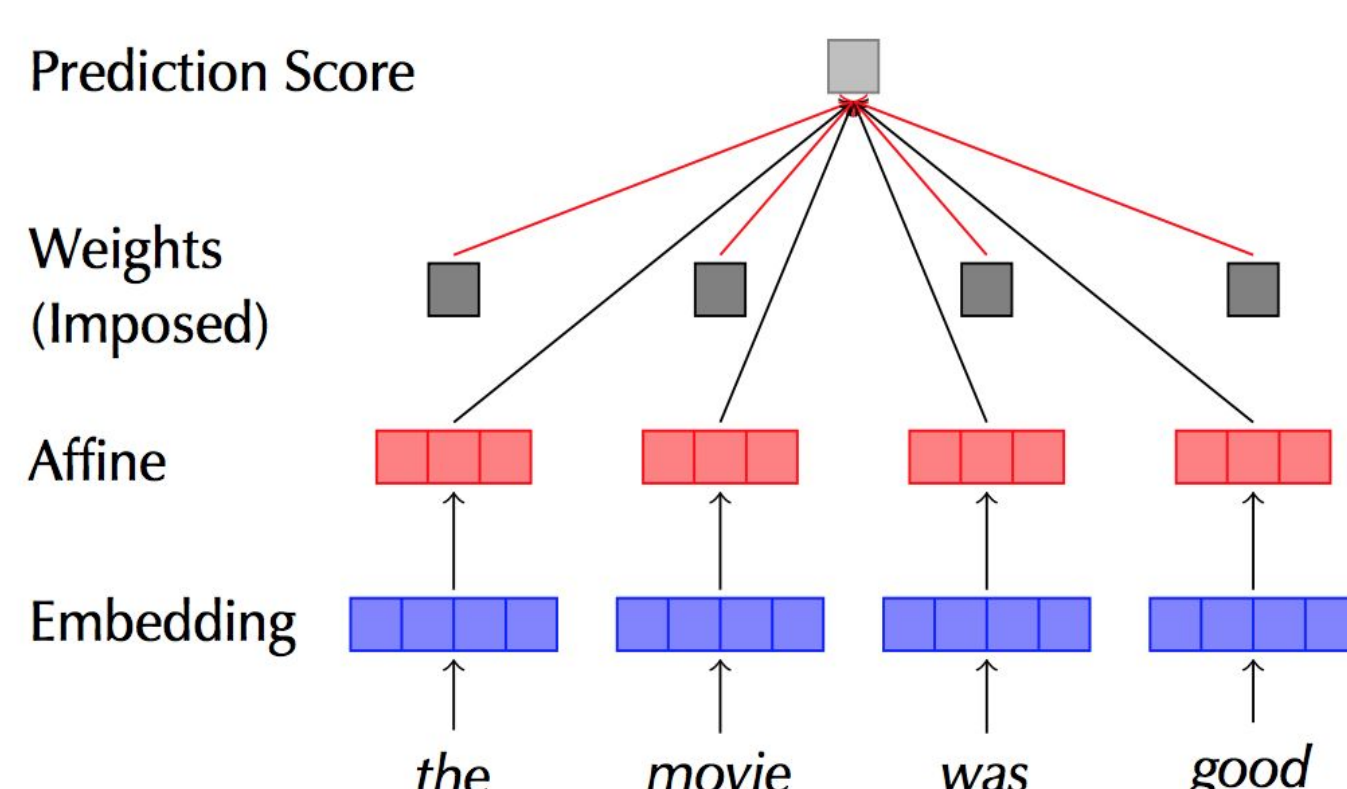 Prediction Score
Weights
(Imposed)
Affine
Embedding
the movie was good